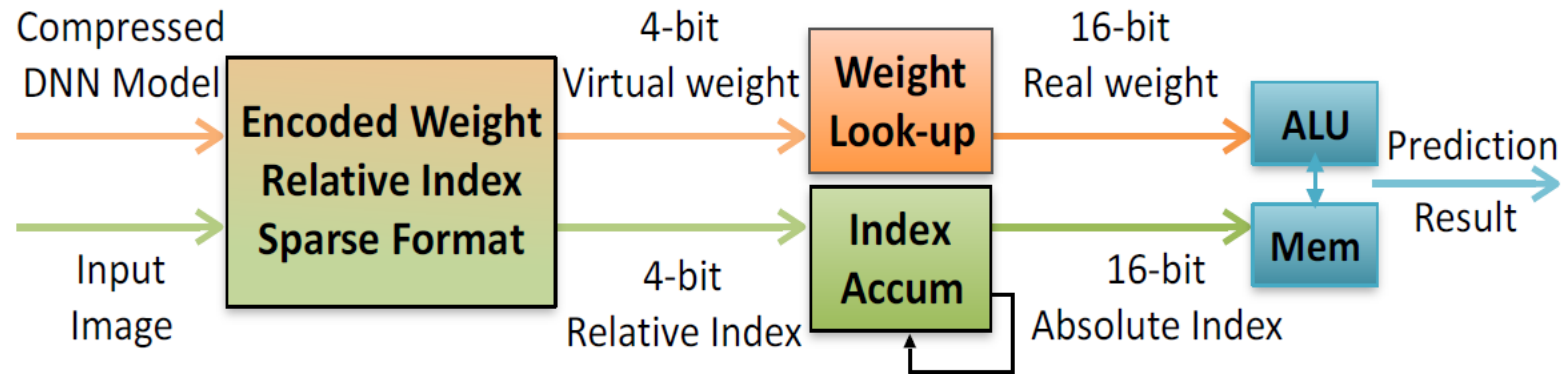 Compressed
DNN Model
Input
Image
Encoded Weight
Relative Index
Sparse Format
4-bit
Virtual weight
4-bit
Relative Index
Weight
Look-up
Index
Accum
16-bit
Real weight
16-bit
Absolute Index
ALU
Mem
Prediction
Result